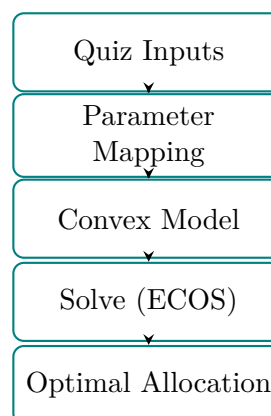 Quiz Inputs
Parameter
Mapping
Convex Model
Solve (ECOS)
Optimal Allocation